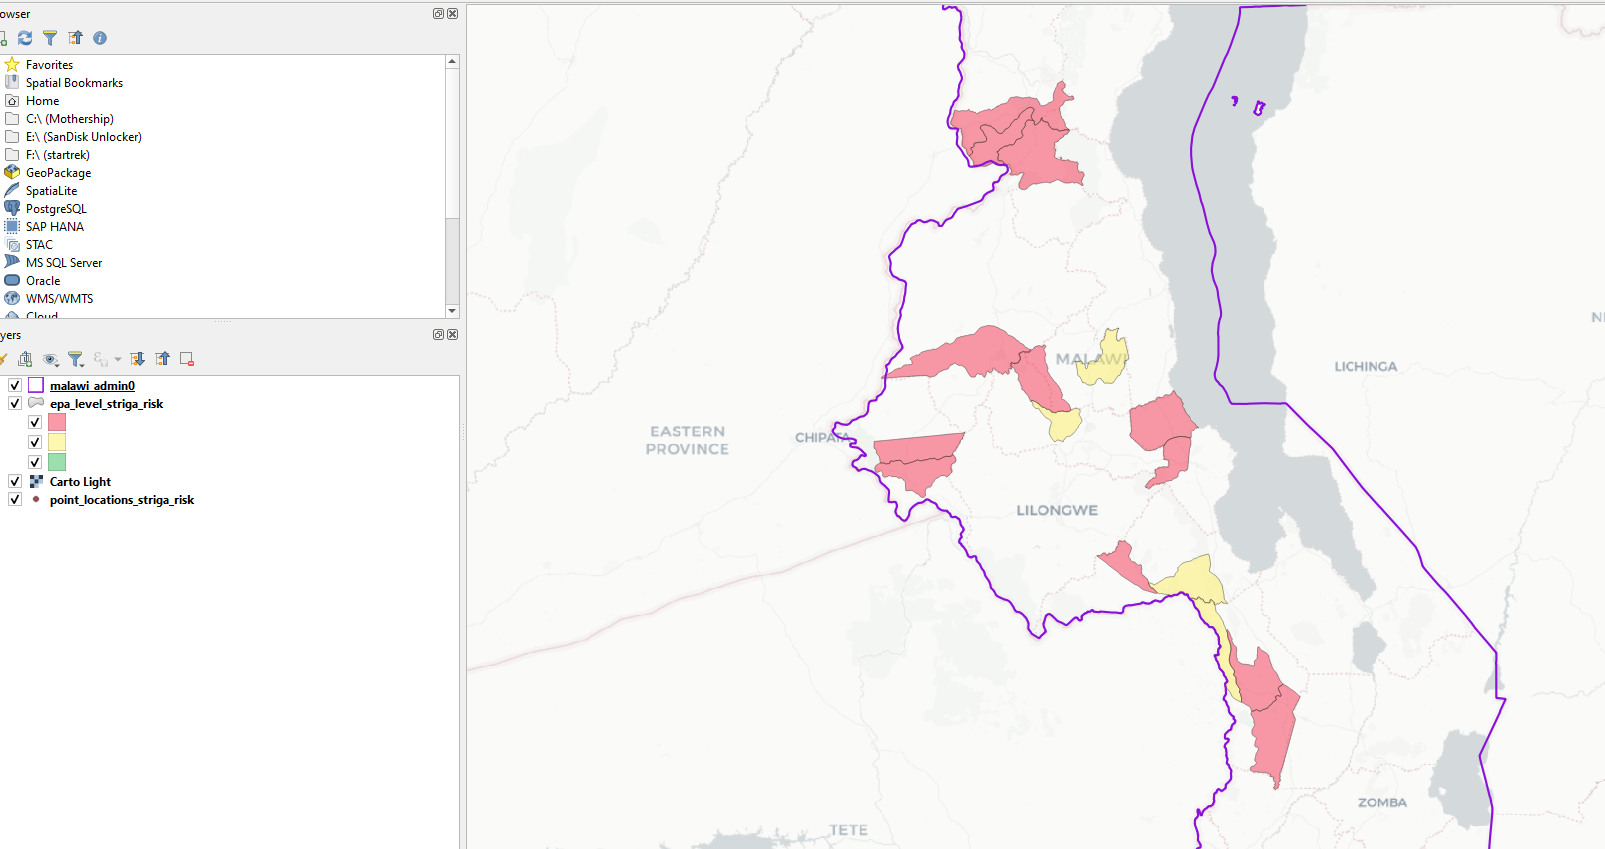 owser
Favorites
Spatial Bookmarks
Home
C:\ (Mothership)
E:\ (SanDisk Unlocker)
F:\ (startrek)
GeoPackage
SpatiaLite
PostgreSQL
SAP HANA
STAC
MS SQL Server
Oracle
WMS/WMTS
Cloud
yers
malawi_admin0
epa_level_striga_risk
Carto Light
point_locations_striga_risk
MALAWI
LICHINGA
NI
EASTERN
PROVINCE
CHIPATA
LILONGWE
ZOMBA
TETE